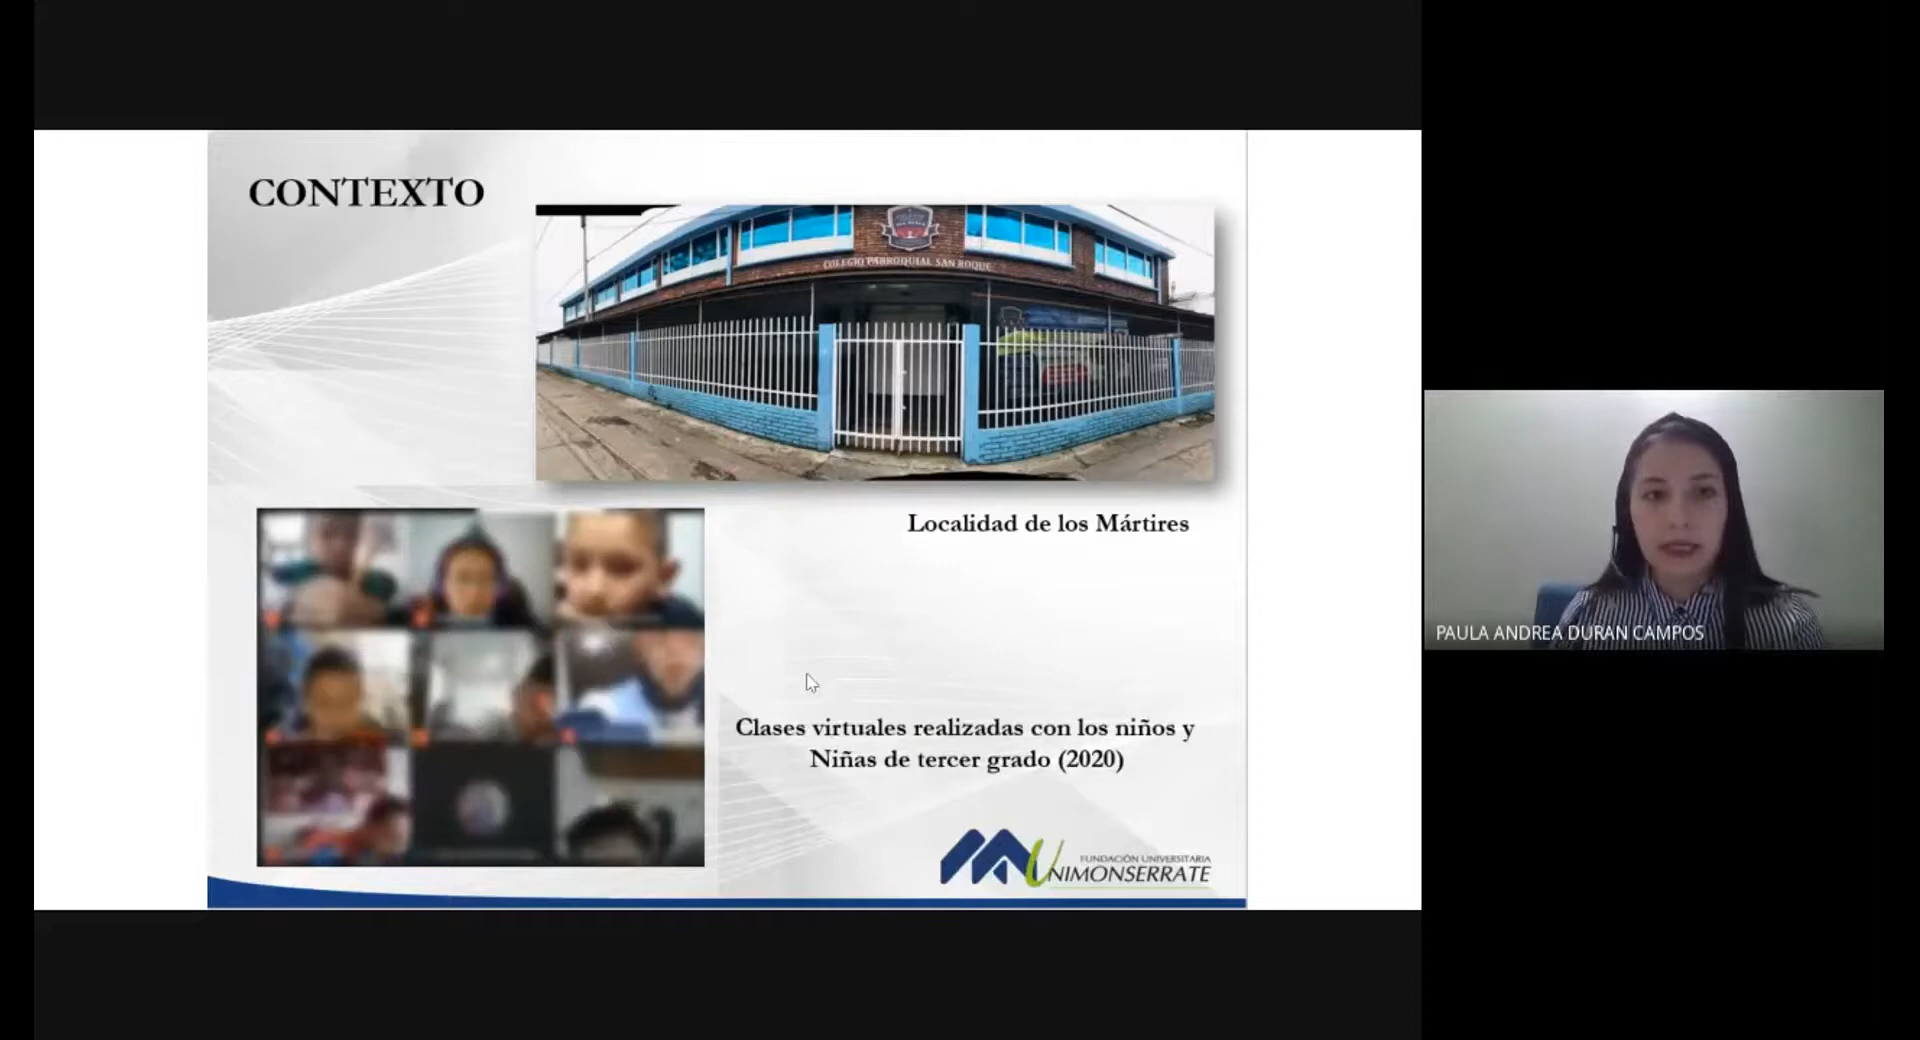 CONTEXTO
COLEGIO PARROQUIAL SAN ROQUE
Localidad de los Mártires
Clases virtuales realizadas con los niños y
Niñas de tercer grado (2020)
FUNDACIÓN UNIVERSITARIA
UNIMONSERRATE
PAULA ANDREA DURAN CAMPOS